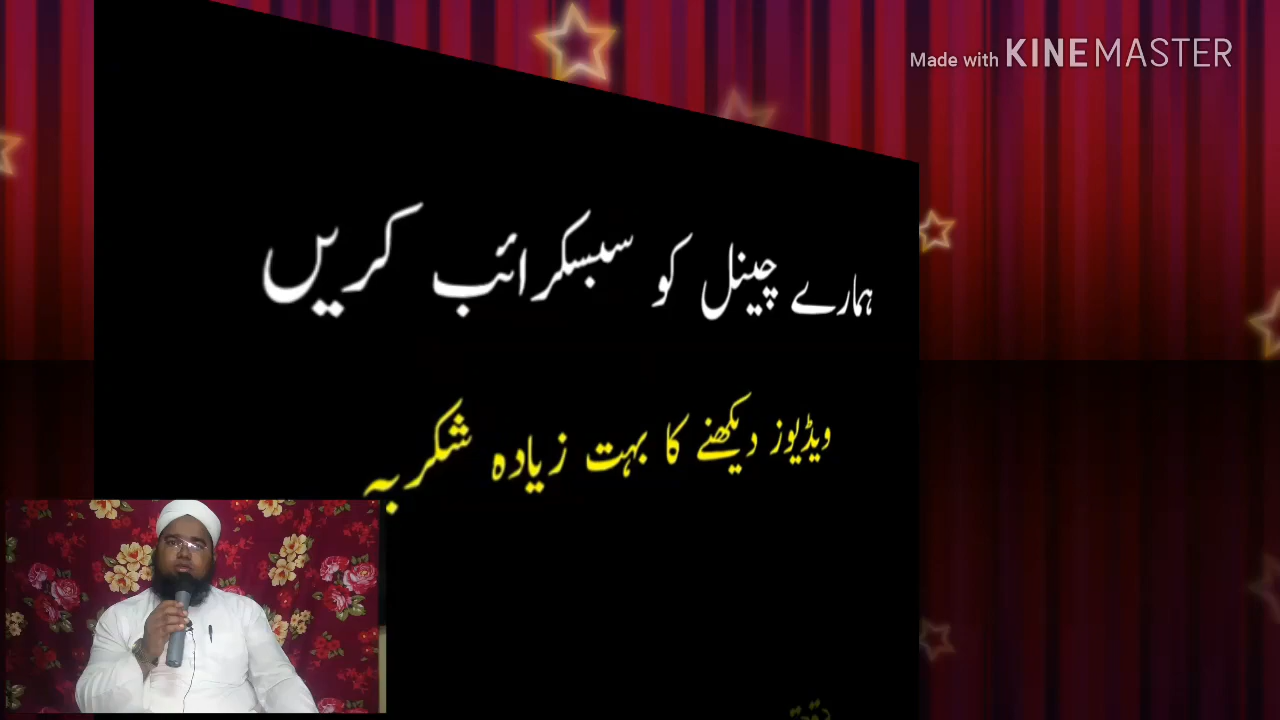 Made with KINEMASTER
ہمارے چینل کو سبسکرائب کریں
ویڈیوز دیکھنے کا بہت زیادہ شکریہ